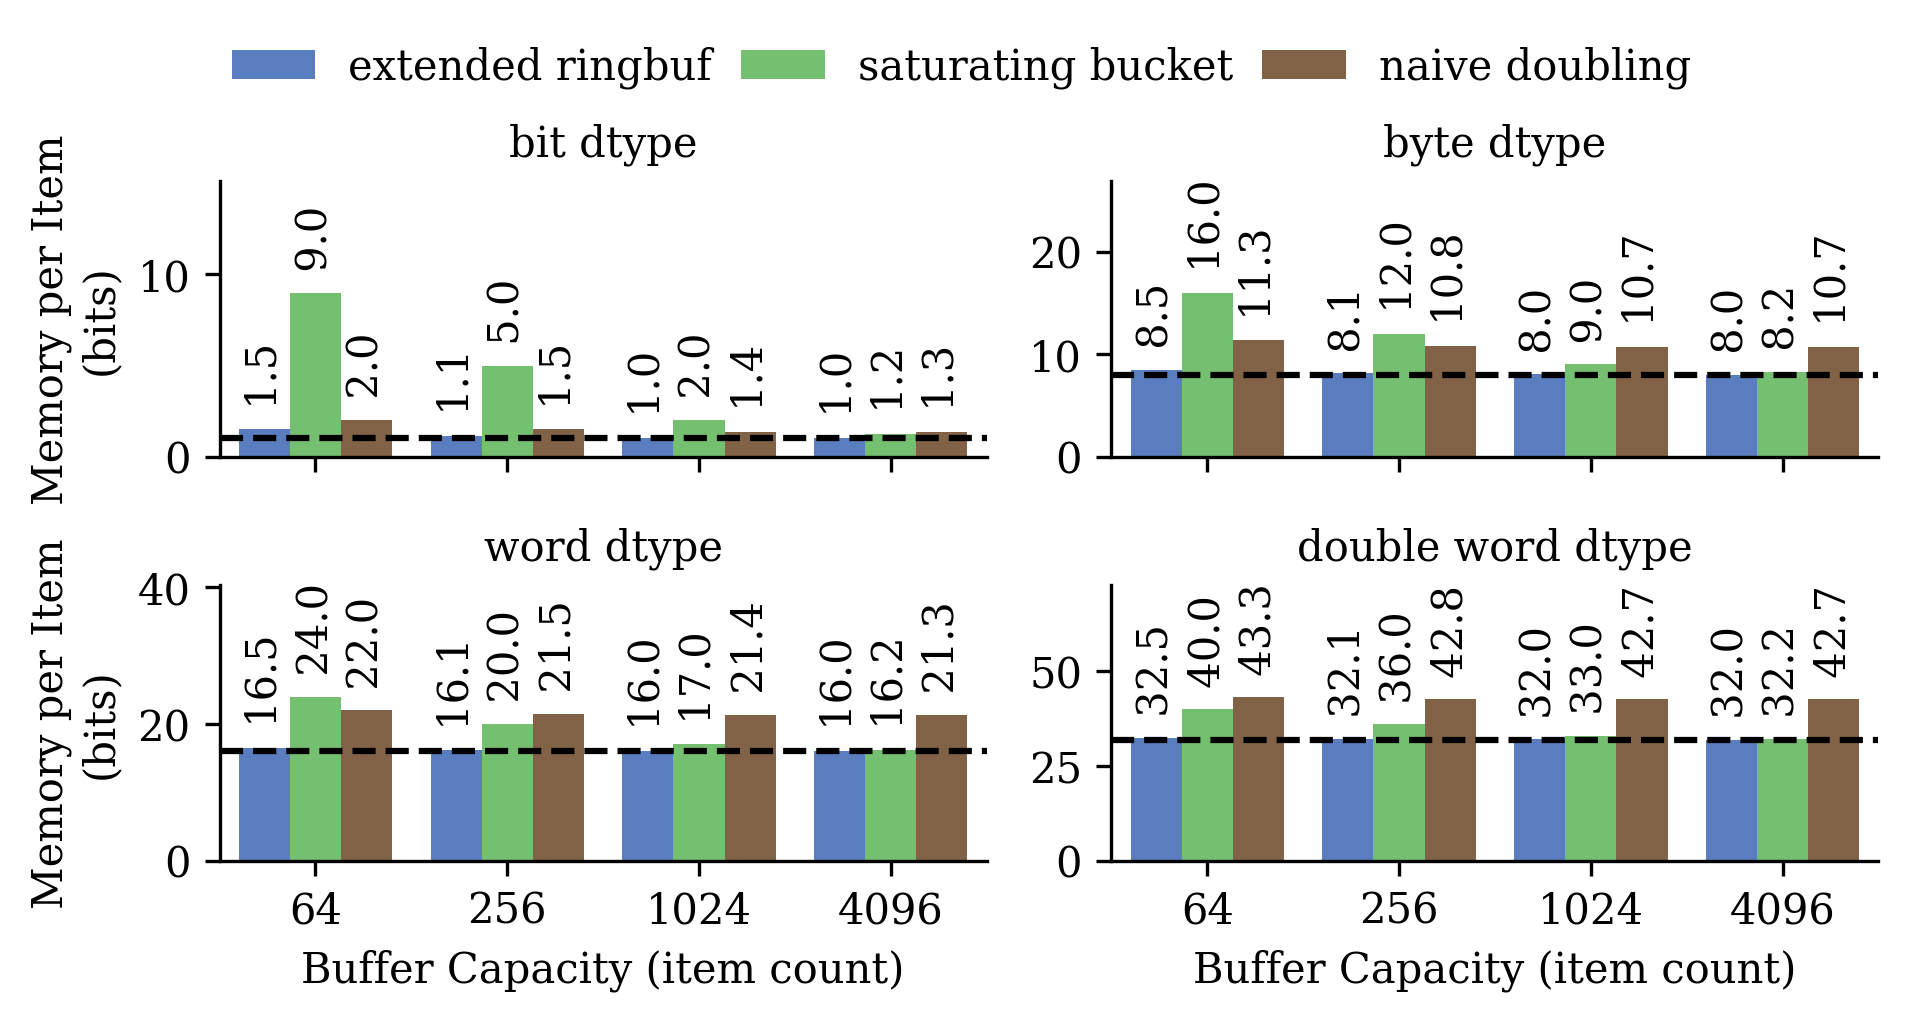 extended ringbuf saturating bucket naive doubling
bit dtype
Memory per Item
(bits)
10
0
1.5 9.0 2.0 1.1 5.0 1.5 1.0 2.0 1.4 1.0 1.2 1.3
byte dtype
20
10
0
8.5 16.0 11.3 8.1 12.0 10.8 8.0 9.0 10.7 8.0 8.2 10.7
word dtype
Memory per Item
(bits)
40
20
0
16.5 24.0 22.0 16.1 20.0 21.5 16.0 17.0 21.4 16.0 16.2 21.3
64 256 1024 4096
Buffer Capacity (item count)
double word dtype
50
25
0
32.5 40.0 43.3 32.1 36.0 42.8 32.0 33.0 42.7 32.0 32.2 42.7
64 256 1024 4096
Buffer Capacity (item count)